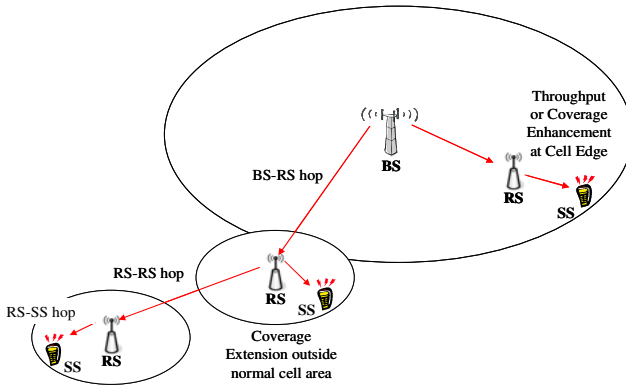 Throughput
or Coverage
Enhancement
at Cell Edge
BS
BS-RS hop
RS
SS
RS-RS hop
RS
SS
RS-SS hop
RS
SS
Coverage
Extension outside
normal cell area